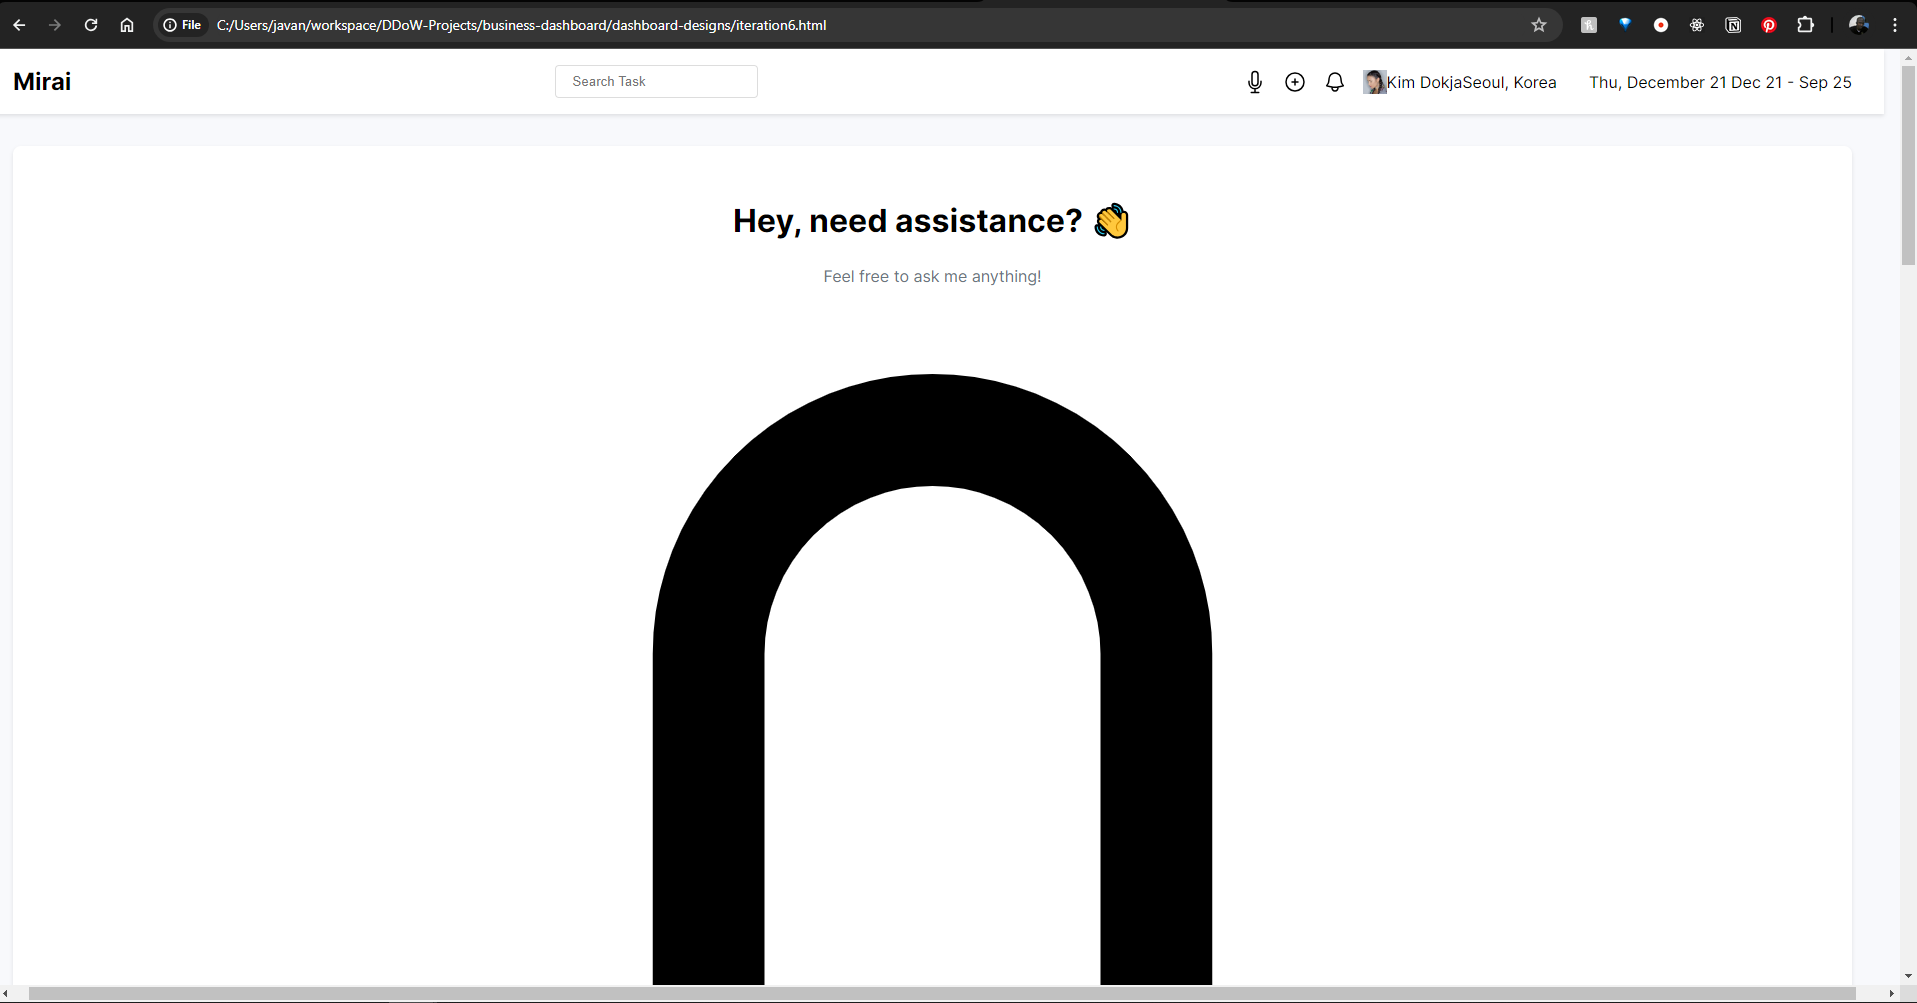 File C:/Users/javan/workspace/DDoW-Projects/business-dashboard/dashboard-designs/iteration6.html
Mirai Search Task Kim DokjaSeoul, Korea Thu, December 21 Dec 21 - Sep 25
Hey, need assistance? 👋
Feel free to ask me anything!